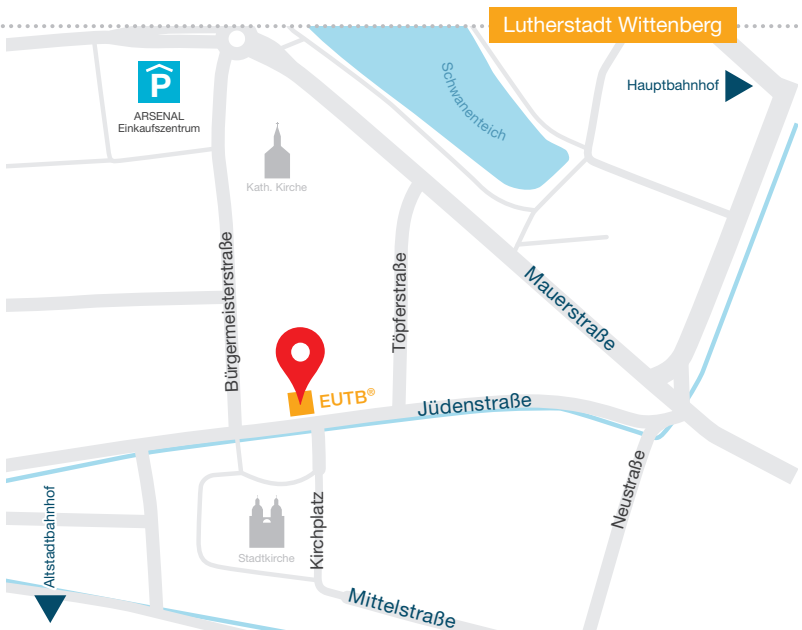 Lutherstadt Wittenberg
Hauptbahnhof
Schwanenteich
P
ARSENAL
Einkaufszentrum
Kath. Kirche
Bürgermeisterstraße
Töpferstraße
Mauerstraße
EUTB®
Jüdenstraße
Neustraße
Kirchplatz
Stadtkirche
Altstadtbahnhof
Mittelstraße